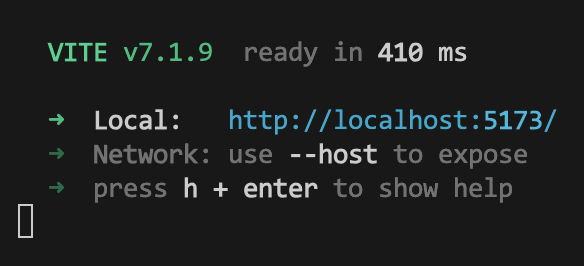 VITE v7.1.9 ready in 410 ms
➜ Local: http://localhost:5173/
➜ Network: use --host to expose
➜ press h + enter to show help